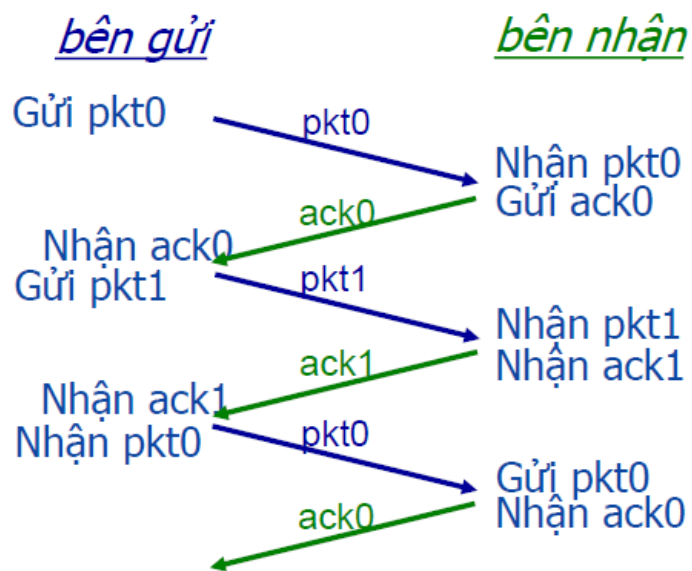 bên gửi
bên nhận
Gửi pkt0
pkt0
Nhận pkt0
Gửi ack0
ack0
Nhận ack0
Gửi pkt1
pkt1
Nhận pkt1
Nhận ack1
ack1
Nhận ack1
Nhận pkt0
pkt0
Gửi pkt0
Nhận ack0
ack0